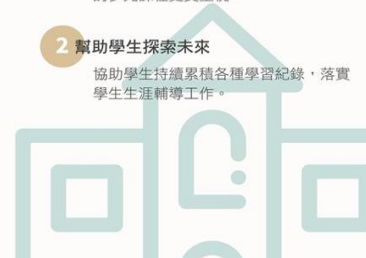 2 幫助學生探索未來
協助學生持續累積各種學習紀錄，落實
學生生涯輔導工作。